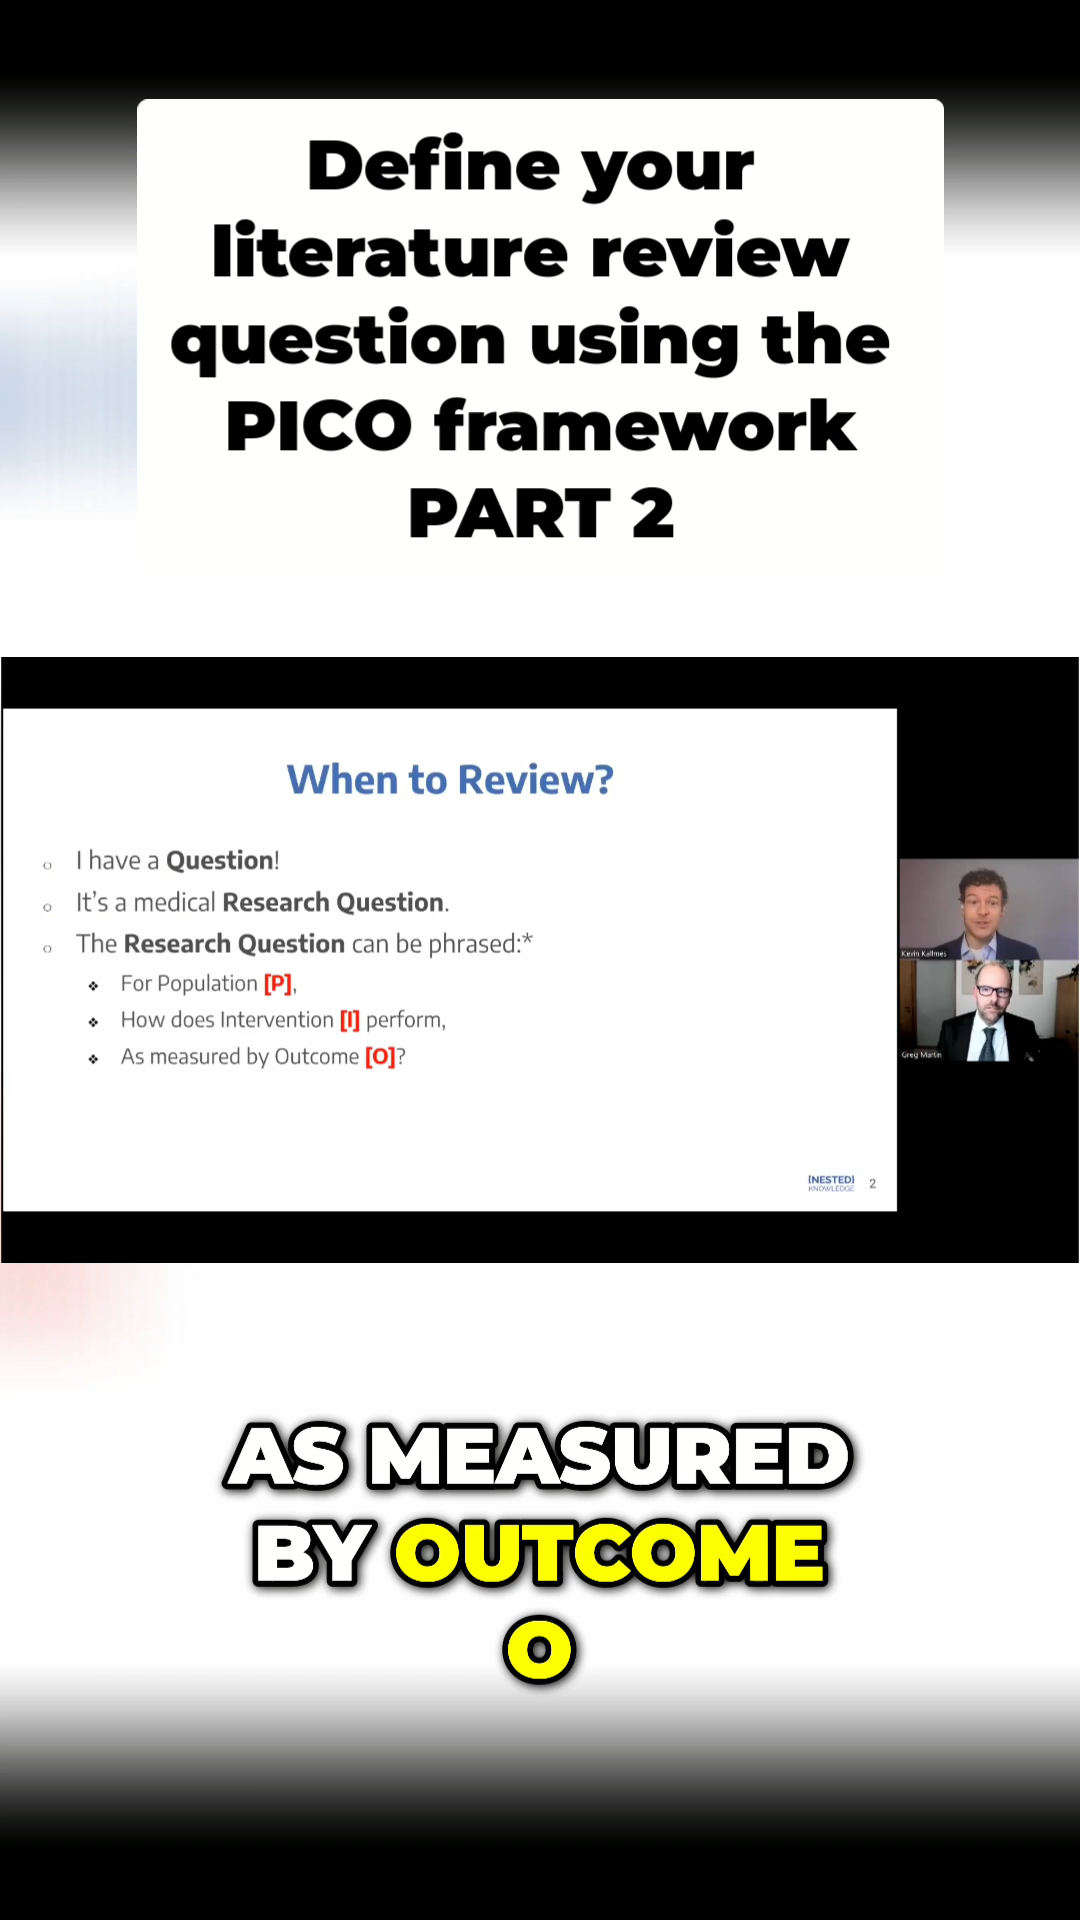 Define your
literature review
question using the
PICO framework
PART 2
When to Review?
o I have a Question!
o It's a medical Research Question.
o The Research Question can be phrased:*
❖ For Population [P],
❖ How does Intervention [I] perform,
❖ As measured by Outcome [O]?
Kevin Kallmes
Greg Martin
{NESTED}
KNOWLEDGE
2
AS MEASURED
BY OUTCOME
O